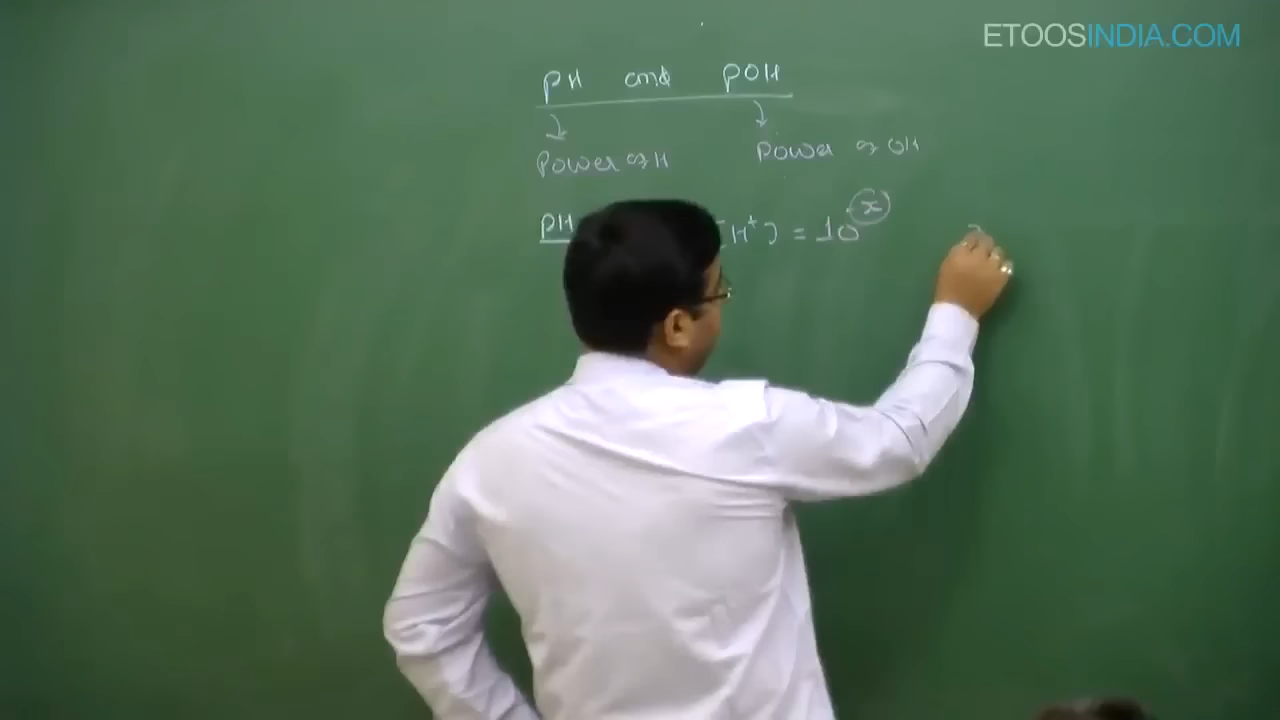 ETOOSINDIA.COM
PH and POH
Power of H Power of OH
PH [H⁺] = 10⁻ˣ